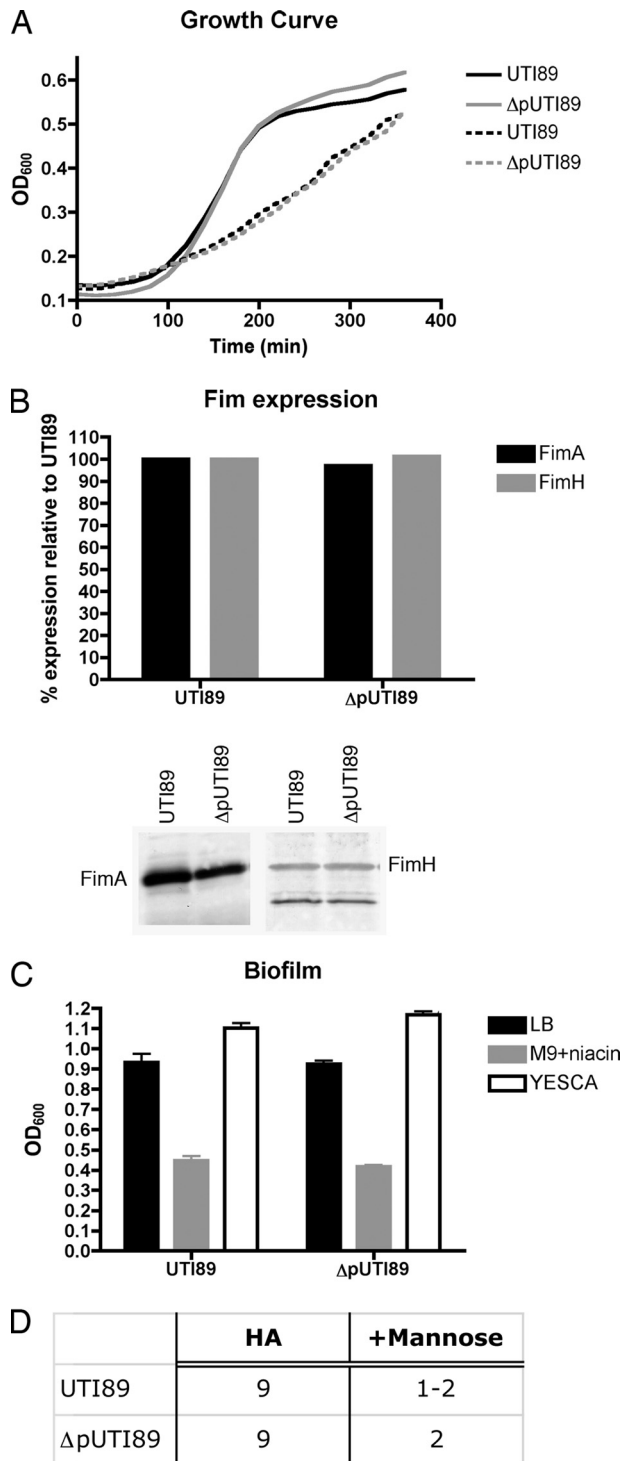 A
Growth Curve
OD600
0.6
0.5
0.4
0.3
0.2
0.1
0 100 200 300 400
Time (min)
UTI89
ΔpUTI89
UTI89
ΔpUTI89
B
Fim expression
% expression relative to UTI89
110
100
90
80
70
60
50
40
30
20
10
0
UTI89 ΔpUTI89
FimA
FimH
UTI89 ΔpUTI89 UTI89 ΔpUTI89
FimA FimH
C
Biofilm
OD600
1.2
1.1
1.0
0.9
0.8
0.7
0.6
0.5
0.4
0.3
0.2
0.1
0.0
UTI89 ΔpUTI89
LB
M9+niacin
YESCA
D
HA +Mannose
UTI89 9 1-2
ΔpUTI89 9 2